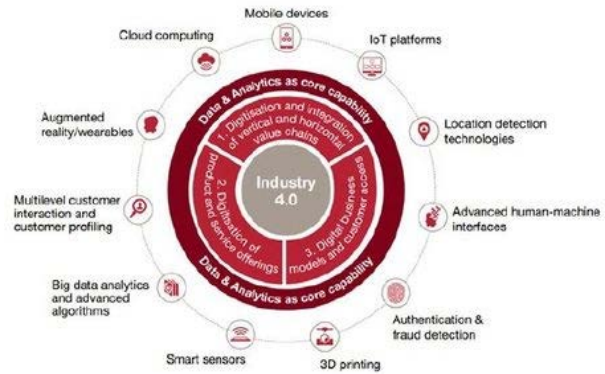 Mobile devices
Cloud computing
IoT platforms
Augmented
reality/wearables
Location detection
technologies
Multilevel customer
interaction and
customer profiling
Advanced human-machine
interfaces
Big data analytics
and advanced
algorithms
Authentication &
fraud detection
Smart sensors
3D printing
Data & Analytics as core capability
1. Digitisation and integration
of vertical and horizontal
value chains
2. Digitisation of
product and service offerings
3. Digital business
models and customer access
Industry
4.0
Data & Analytics as core capability